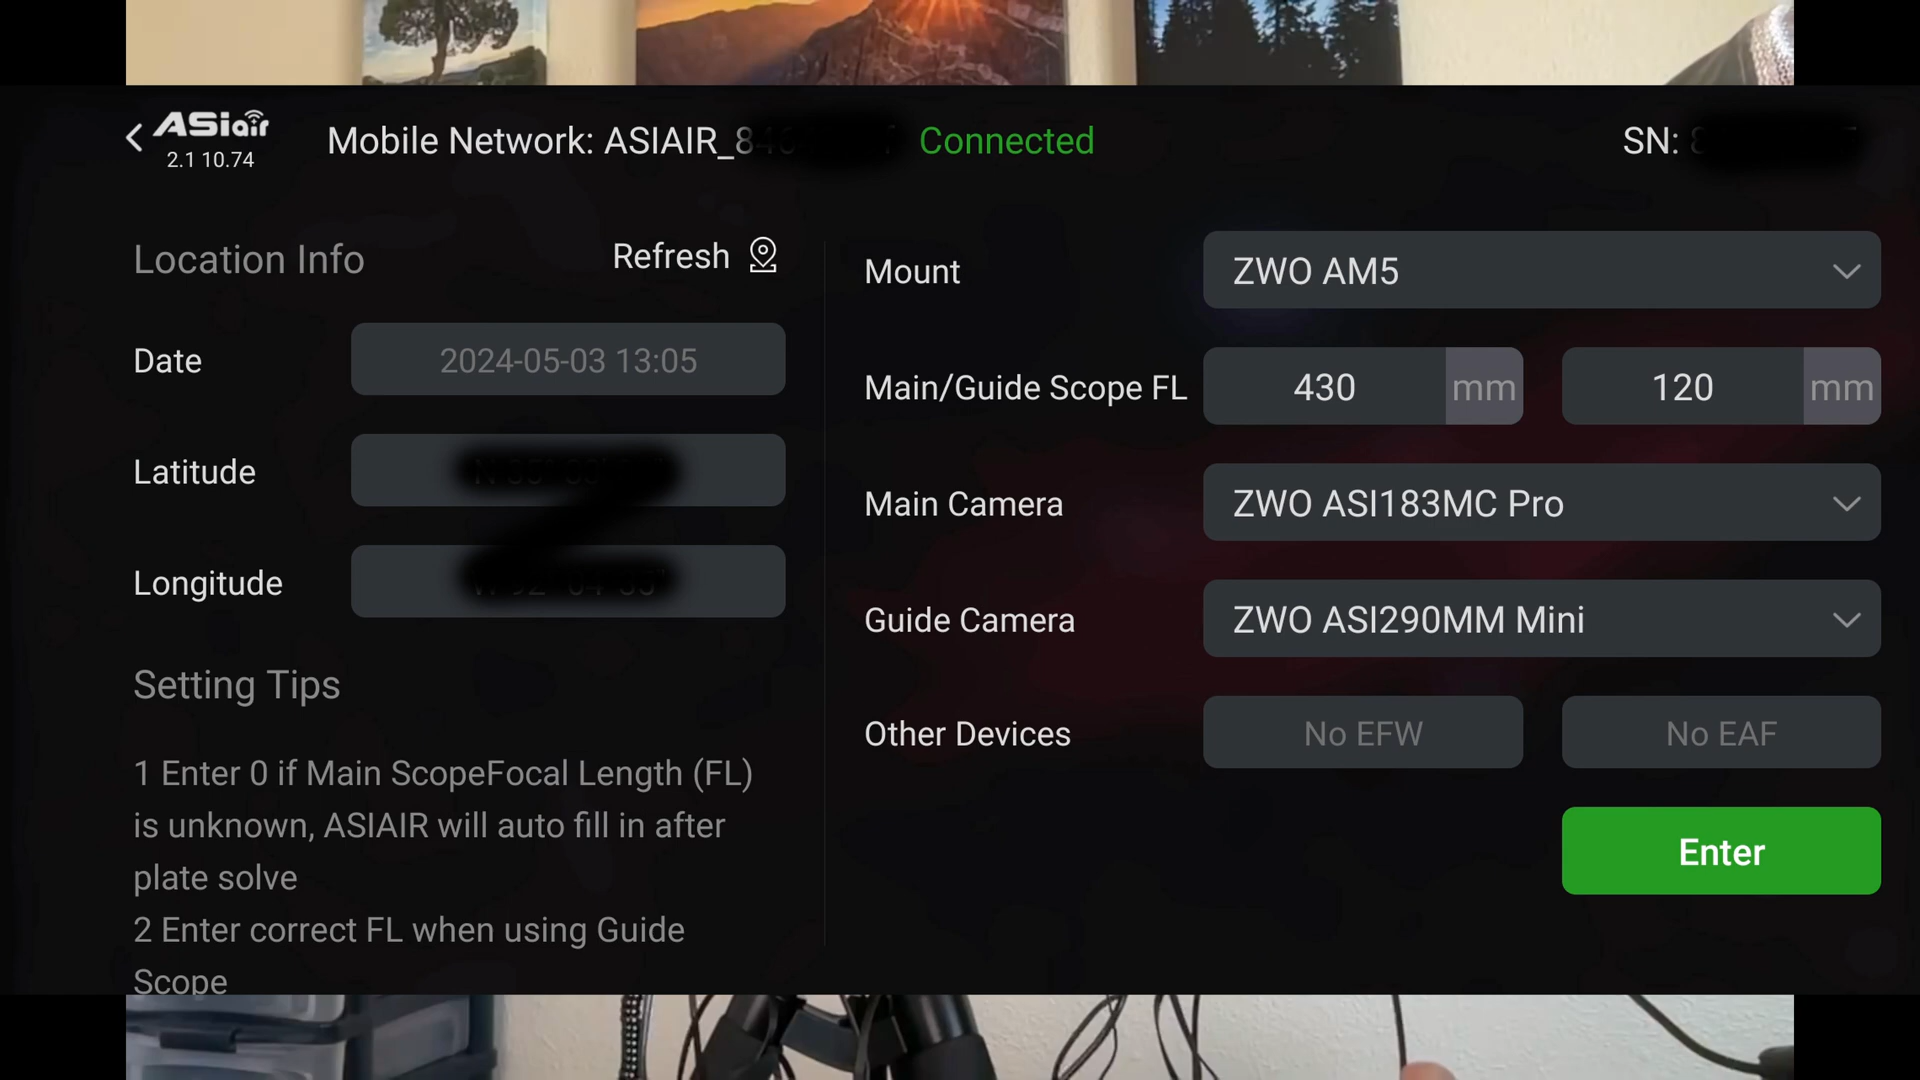 ASiair
2.1 10.74
Mobile Network: ASIAIR_8
Connected
SN:
Location Info
Refresh
Date
2024-05-03 13:05
Latitude
Longitude
Setting Tips
1 Enter 0 if Main ScopeFocal Length (FL)
is unknown, ASIAIR will auto fill in after
plate solve
2 Enter correct FL when using Guide
Scope
Mount
ZWO AM5
Main/Guide Scope FL
430 mm
120 mm
Main Camera
ZWO ASI183MC Pro
Guide Camera
ZWO ASI290MM Mini
Other Devices
No EFW
No EAF
Enter